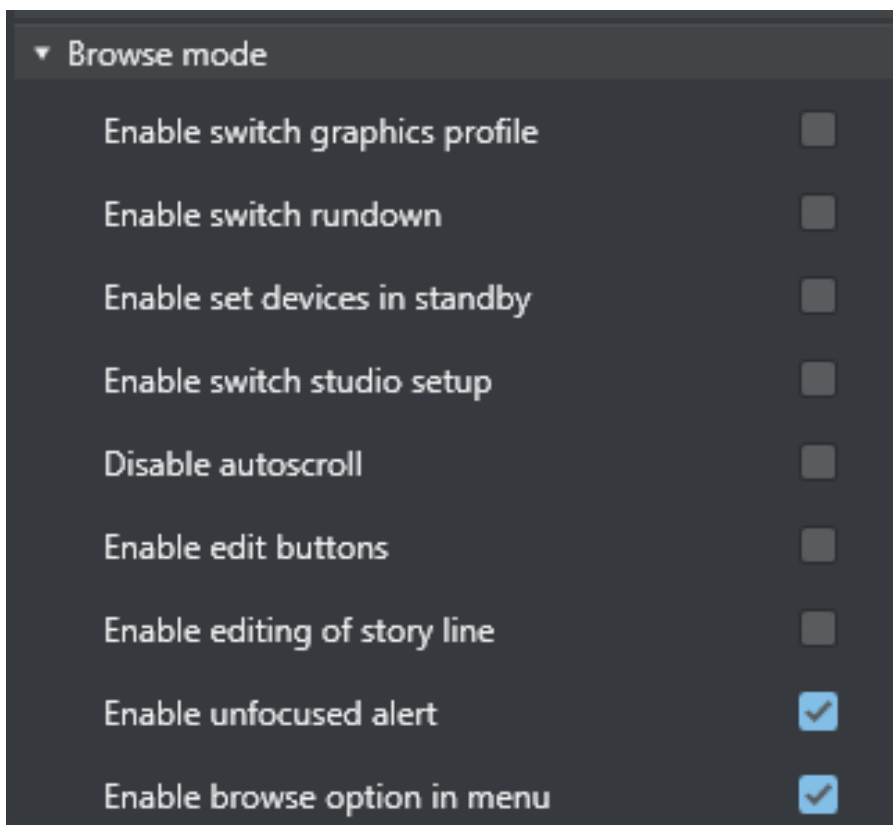 Browse mode
Enable switch graphics profile
Enable switch rundown
Enable set devices in standby
Enable switch studio setup
Disable autoscroll
Enable edit buttons
Enable editing of story line
Enable unfocused alert
Enable browse option in menu